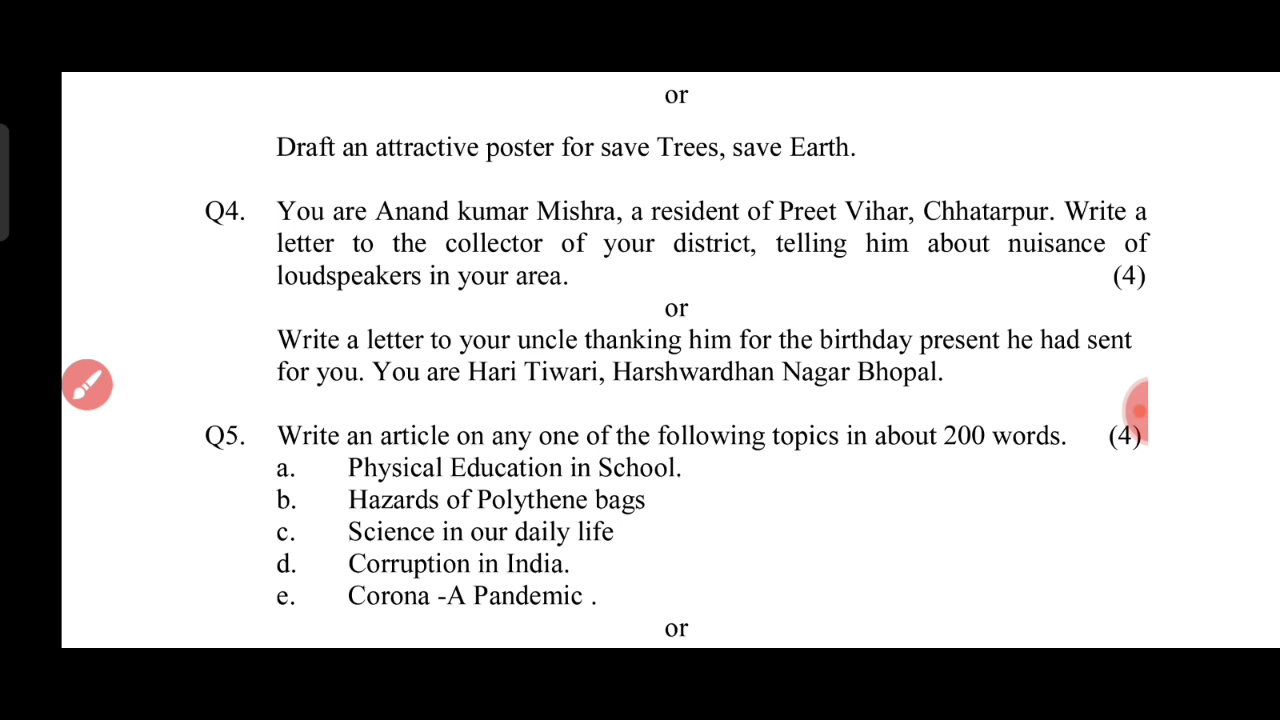 or
Draft an attractive poster for save Trees, save Earth.
Q4. You are Anand kumar Mishra, a resident of Preet Vihar, Chhatarpur. Write a
letter to the collector of your district, telling him about nuisance of
loudspeakers in your area. (4)
or
Write a letter to your uncle thanking him for the birthday present he had sent
for you. You are Hari Tiwari, Harshwardhan Nagar Bhopal.
Q5. Write an article on any one of the following topics in about 200 words. (4)
a. Physical Education in School.
b. Hazards of Polythene bags
c. Science in our daily life
d. Corruption in India.
e. Corona -A Pandemic .
or